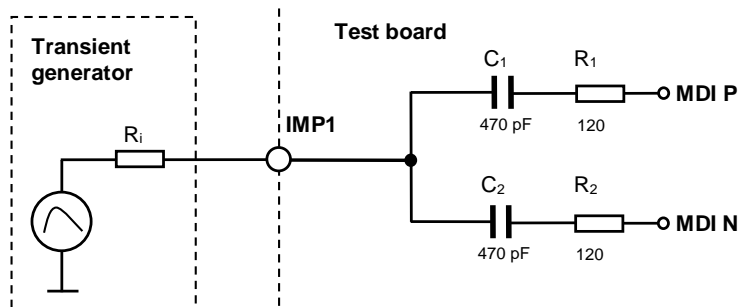 Transient
generator
Test board
C1
R1
MDI P
470 pF
120
IMP1
Ri
C2
R2
MDI N
470 pF
120